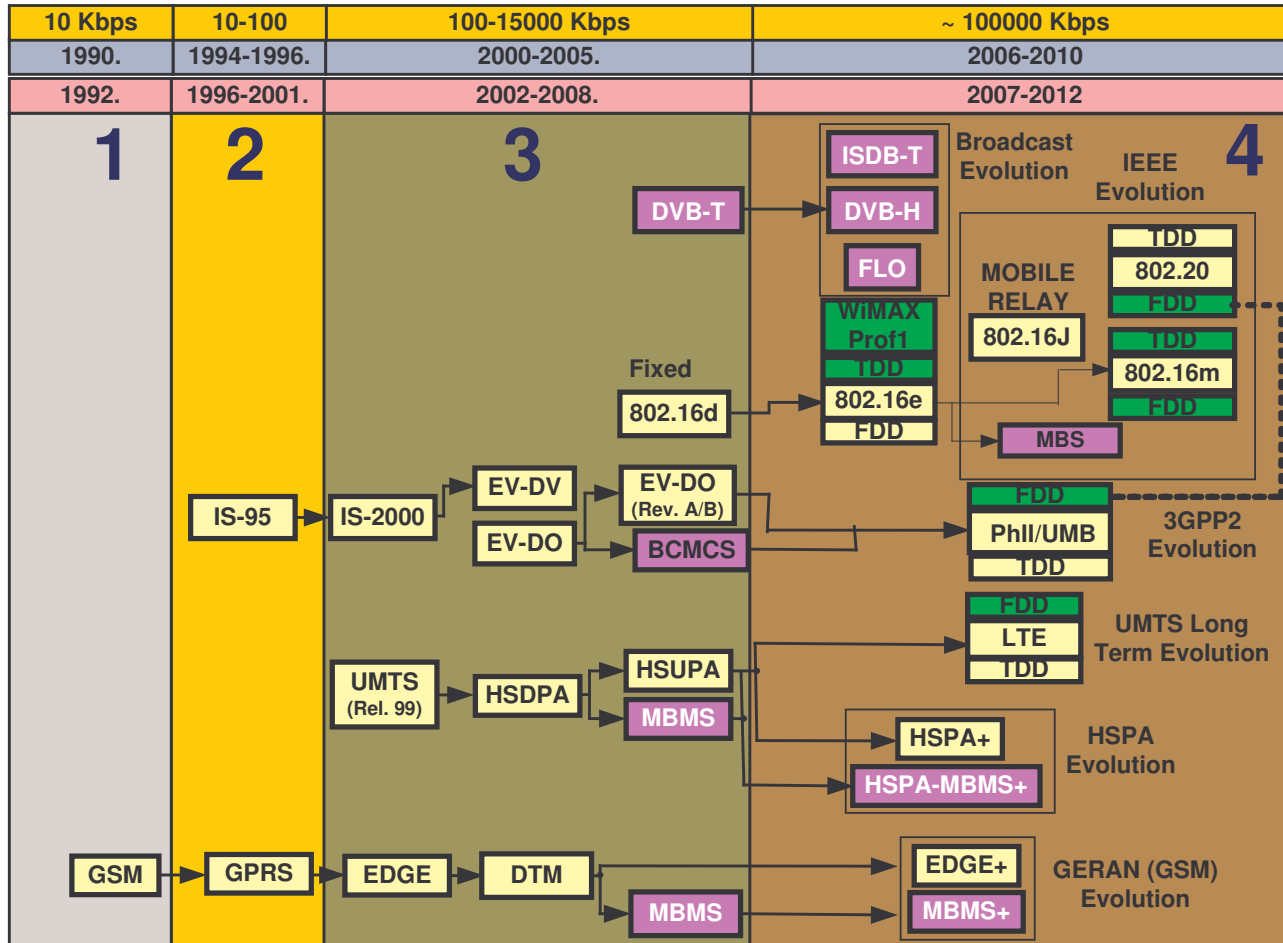 10 Kbps
10-100
100-15000 Kbps
~ 100000 Kbps
1990.
1994-1996.
2000-2005.
2006-2010
1992.
1996-2001.
2002-2008.
2007-2012
1
2
3
4
Broadcast
Evolution
IEEE
Evolution
ISDB-T
DVB-T
DVB-H
FLO
MOBILE
RELAY
802.16J
TDD
802.20
FDD
WiMAX
Prof1
TDD
802.16e
FDD
TDD
802.16m
FDD
Fixed
802.16d
MBS
IS-95
IS-2000
EV-DV
EV-DO
EV-DO
(Rev. A/B)
BCMCS
FDD
PhII/UMB
TDD
3GPP2
Evolution
FDD
LTE
TDD
UMTS Long
Term Evolution
UMTS
(Rel. 99)
HSDPA
HSUPA
MBMS
HSPA+
HSPA-MBMS+
HSPA
Evolution
GSM
GPRS
EDGE
DTM
MBMS
EDGE+
MBMS+
GERAN (GSM)
Evolution